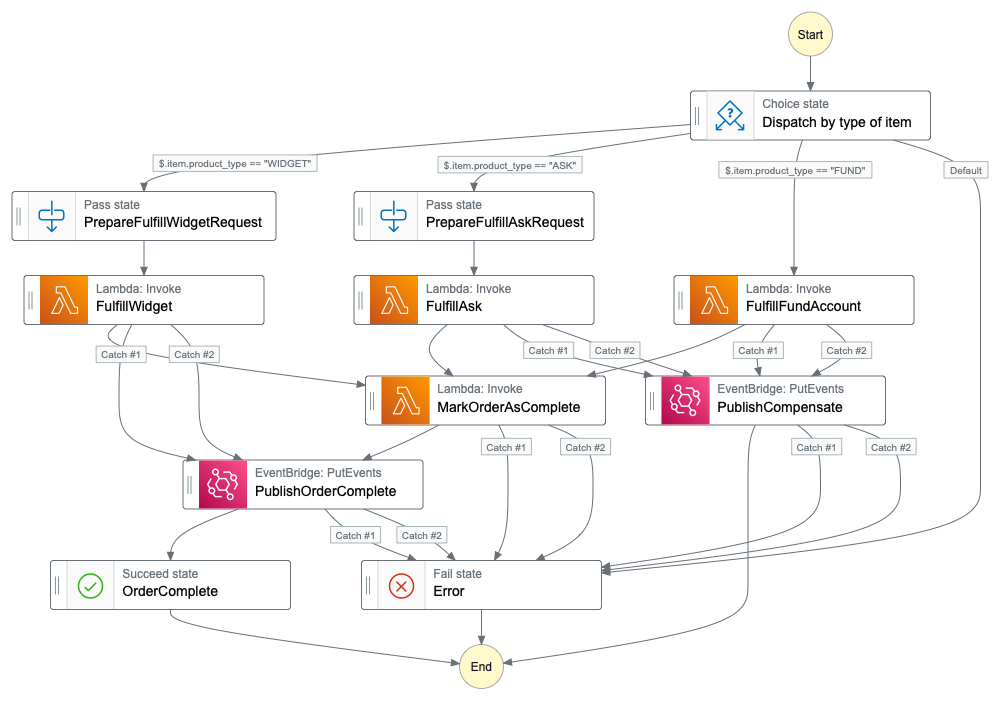 Start
Choice state
Dispatch by type of item
$.item.product_type == "WIDGET"
$.item.product_type == "ASK"
$.item.product_type == "FUND"
Default
Pass state
PrepareFulfillWidgetRequest
Pass state
PrepareFulfillAskRequest
Lambda: Invoke
FulfillWidget
Lambda: Invoke
FulfillAsk
Lambda: Invoke
FulfillFundAccount
Catch #1
Catch #2
Catch #1
Catch #2
Catch #1
Catch #2
Lambda: Invoke
MarkOrderAsComplete
EventBridge: PutEvents
PublishCompensate
Catch #1
Catch #2
Catch #1
Catch #2
EventBridge: PutEvents
PublishOrderComplete
Catch #1
Catch #2
Succeed state
OrderComplete
Fail state
Error
End